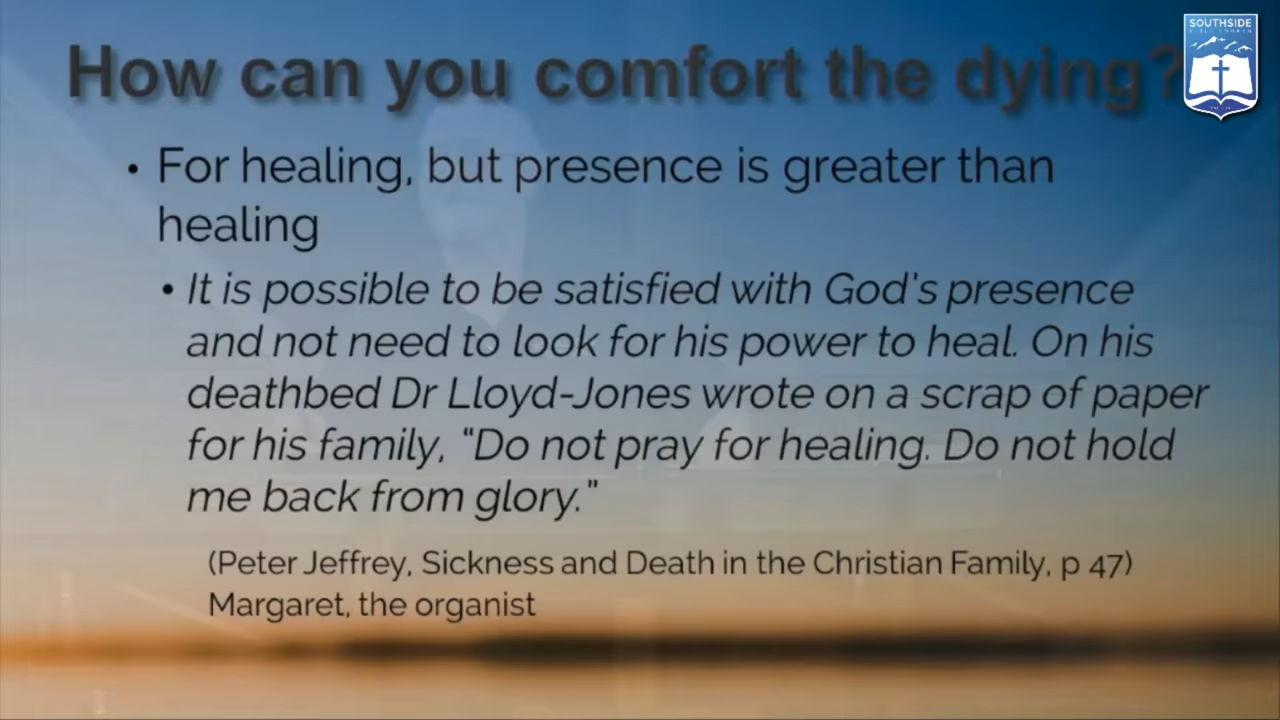 SOUTHSIDE
BIBLE CHURCH
How can you comfort the dying?
• For healing, but presence is greater than
healing
• It is possible to be satisfied with God's presence
and not need to look for his power to heal. On his
deathbed Dr Lloyd-Jones wrote on a scrap of paper
for his family, “Do not pray for healing. Do not hold
me back from glory.”
(Peter Jeffrey, Sickness and Death in the Christian Family, p 47)
Margaret, the organist